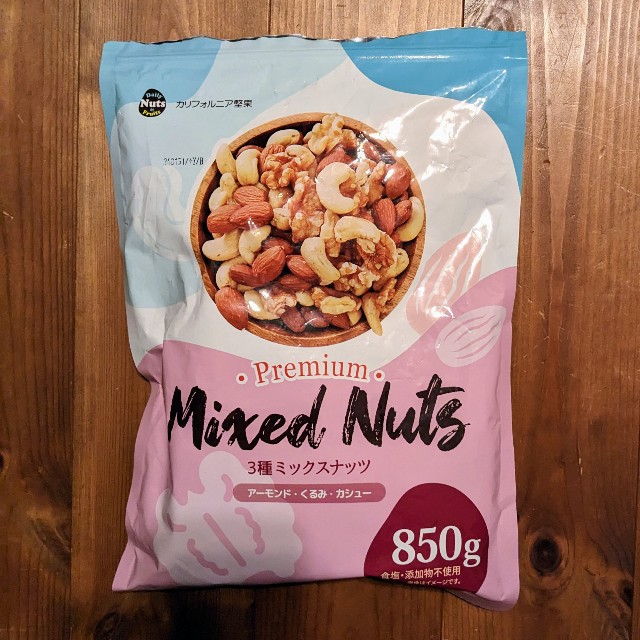 Daily
Nuts
&
Fruits
カリフォルニア堅果
Premium
Mixed Nuts
3種ミックスナッツ
アーモンド・くるみ・カシュー
850g
食塩・添加物不使用